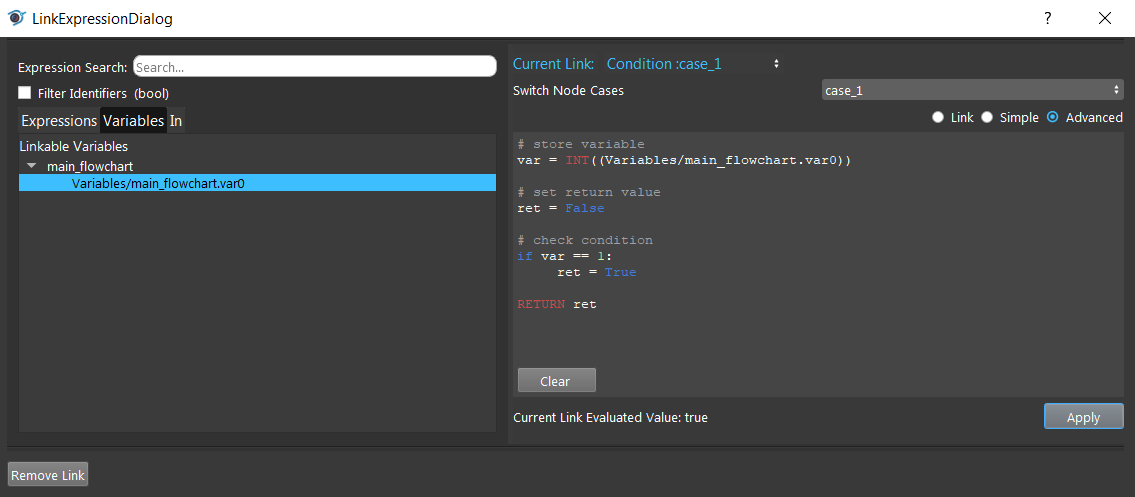 LinkExpressionDialog
?
Expression Search:
Search...
Filter Identifiers (bool)
Expressions Variables In
Linkable Variables
main_flowchart
Variables/main_flowchart.var0
Current Link: Condition :case_1
Switch Node Cases
case_1
Link Simple Advanced
# store variable
var = INT((Variables/main_flowchart.var0))
# set return value
ret = False
# check condition
if var == 1:
ret = True
RETURN ret
Clear
Current Link Evaluated Value: true
Apply
Remove Link